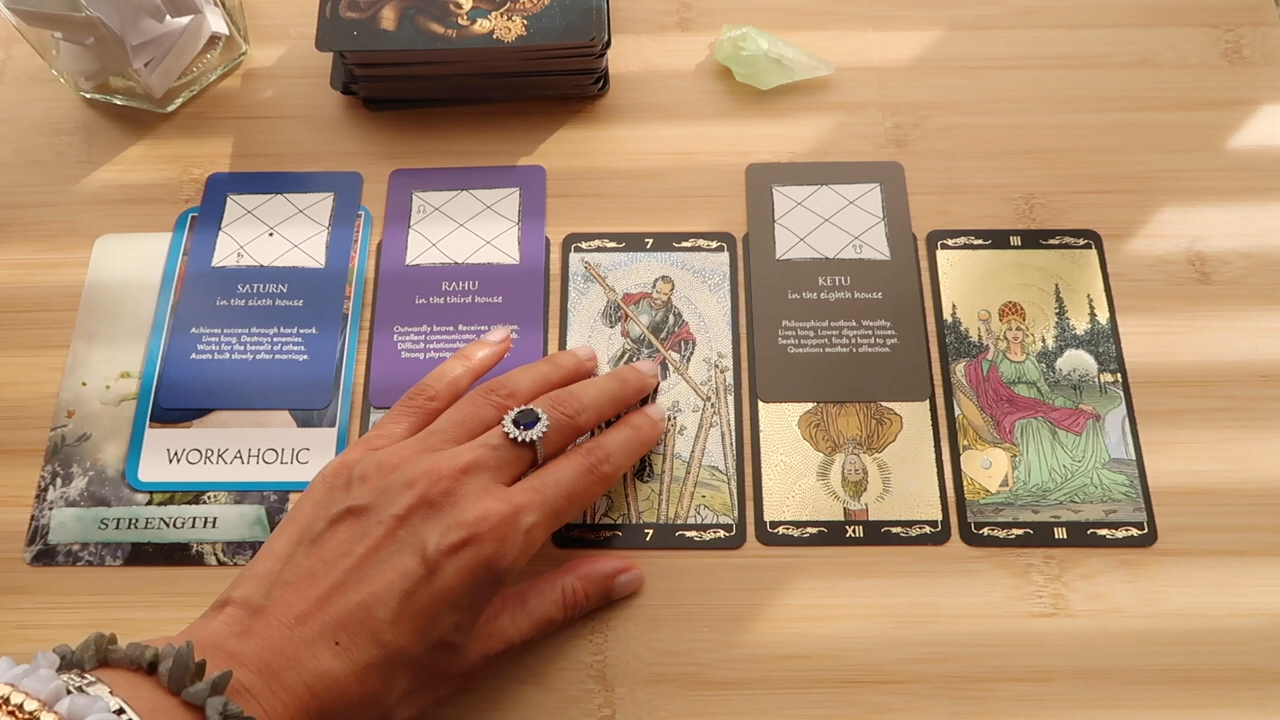 SATURN
in the sixth house
Achieves success through hard work.
Lives long. Destroys enemies.
Works for the benefit of others.
Assets built slowly after marriage.
WORKAHOLIC
STRENGTH
RAHU
in the third house
Outwardly brave. Receives criticism.
Excellent communicator,
Difficult
Strong
7
7
KETU
in the eighth house
Philosophical outlook. Wealthy.
Lives long. Lower digestive issues.
Seeks support, finds it hard to get.
Questions mother's affection.
XII
III
III